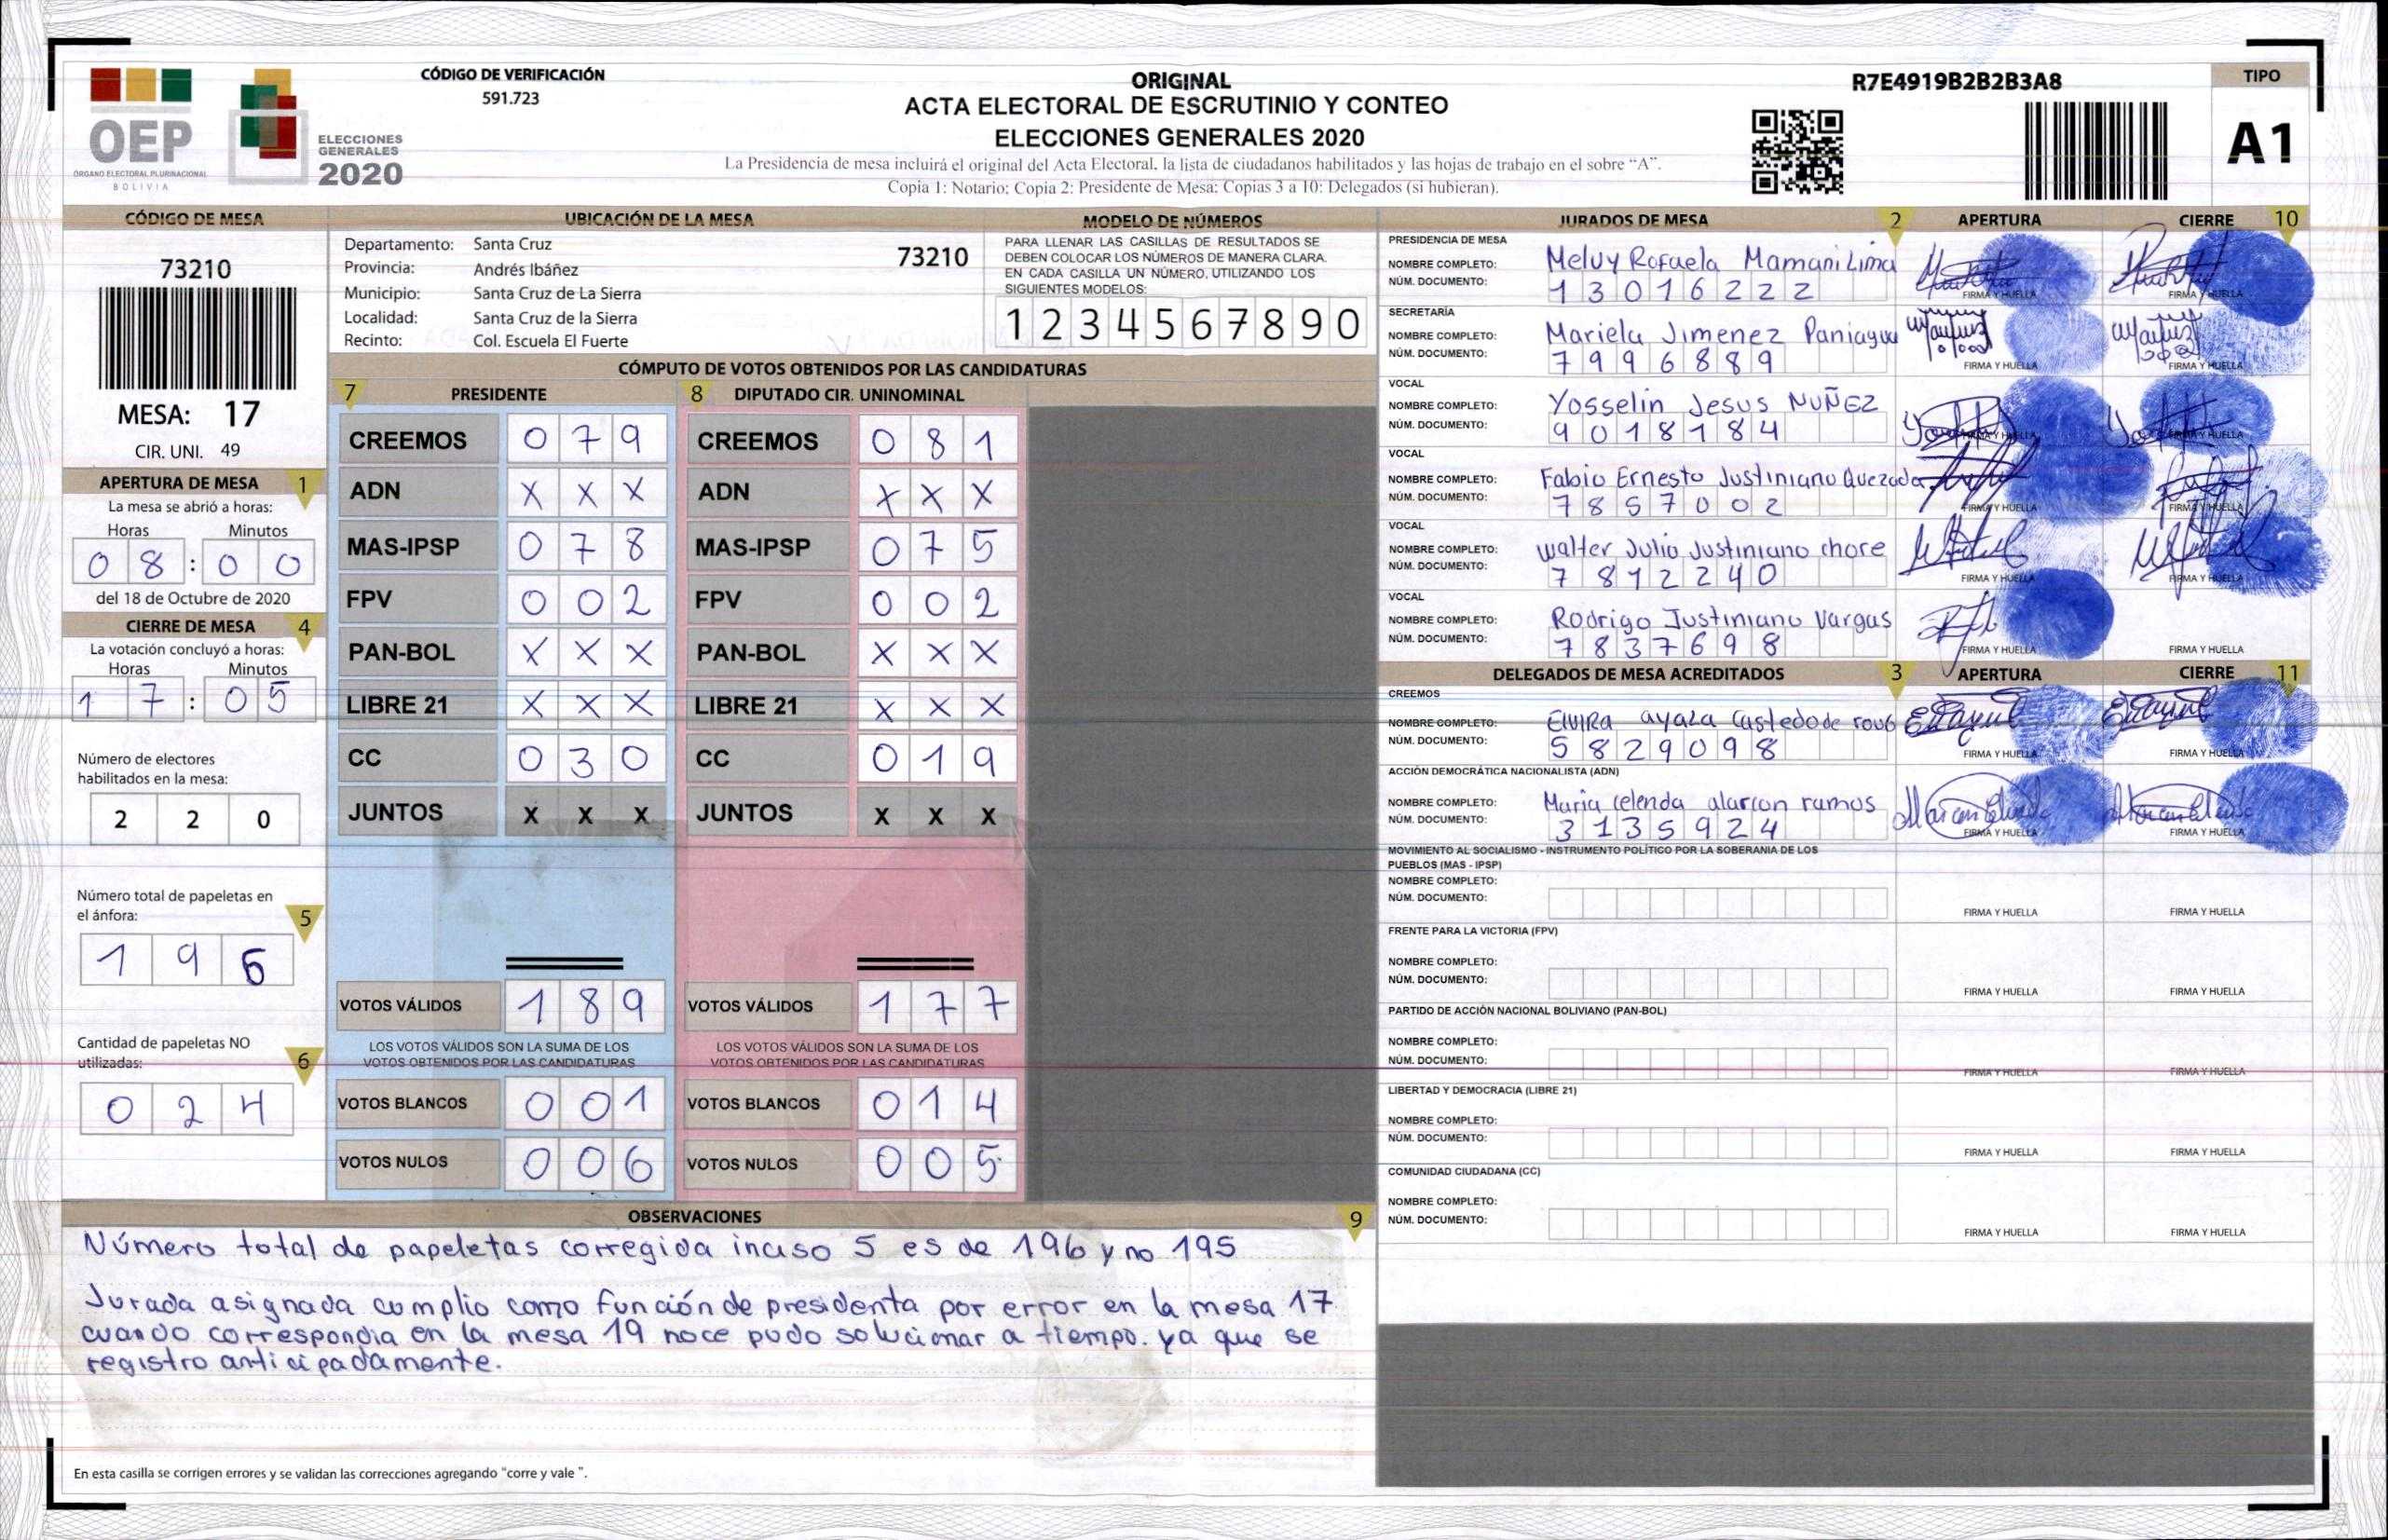 CÓDIGO DE VERIFICACIÓN
591.723
OEP
ÓRGANO ELECTORAL PLURINACIONAL
BOLIVIA
ELECCIONES
GENERALES
2020
ORIGINAL
ACTA ELECTORAL DE ESCRUTINIO Y CONTEO
ELECCIONES GENERALES 2020
La Presidencia de mesa incluirá el original del Acta Electoral, la lista de ciudadanos habilitados y las hojas de trabajo en el sobre “A”.
Copia 1: Notario; Copia 2: Presidente de Mesa; Copias 3 a 10: Delegados (si hubieran).
R7E4919B2B2B3A8
TIPO
A1
CÓDIGO DE MESA
73210
MESA: 17
CIR. UNI. 49
UBICACIÓN DE LA MESA
Departamento: Santa Cruz
73210
Provincia: Andrés Ibáñez
Municipio: Santa Cruz de La Sierra
Localidad: Santa Cruz de la Sierra
Recinto: Col. Escuela El Fuerte
MODELO DE NÚMEROS
PARA LLENAR LAS CASILLAS DE RESULTADOS SE
DEBEN COLOCAR LOS NÚMEROS DE MANERA CLARA.
EN CADA CASILLA UN NÚMERO, UTILIZANDO LOS
SIGUIENTES MODELOS:
1 2 3 4 5 6 7 8 9 0
APERTURA DE MESA 1
La mesa se abrió a horas:
Horas Minutos
0 8 : 0 0
del 18 de Octubre de 2020
CIERRE DE MESA 4
La votación concluyó a horas:
Horas Minutos
1 7 : 0 5
Número de electores
habilitados en la mesa:
2 2 0
Número total de papeletas en
el ánfora: 5
1 9 6
Cantidad de papeletas NO
utilizadas: 6
0 2 4
CÓMPUTO DE VOTOS OBTENIDOS POR LAS CANDIDATURAS
7 PRESIDENTE
CREEMOS 0 7 9
ADN X X X
MAS-IPSP 0 7 8
FPV 0 0 2
PAN-BOL X X X
LIBRE 21 X X X
CC 0 3 0
JUNTOS X X X
VOTOS VÁLIDOS 1 8 9
LOS VOTOS VÁLIDOS SON LA SUMA DE LOS
VOTOS OBTENIDOS POR LAS CANDIDATURAS
VOTOS BLANCOS 0 0 1
VOTOS NULOS 0 0 6
8 DIPUTADO CIR. UNINOMINAL
CREEMOS 0 8 1
ADN X X X
MAS-IPSP 0 7 5
FPV 0 0 2
PAN-BOL X X X
LIBRE 21 X X X
CC 0 1 9
JUNTOS X X X
VOTOS VÁLIDOS 1 7 7
LOS VOTOS VÁLIDOS SON LA SUMA DE LOS
VOTOS OBTENIDOS POR LAS CANDIDATURAS
VOTOS BLANCOS 0 1 4
VOTOS NULOS 0 0 5
OBSERVACIONES 9
Número total de papeletas corregida inciso 5 es de 196 y no 195
Jurada asignada cumplio como función de presidenta por error en la mesa 17
cuando correspondia en la mesa 19 noce pudo solucionar a tiempo. ya que se
registro anticipadamente.
En esta casilla se corrigen errores y se validan las correcciones agregando "corre y vale ".
JURADOS DE MESA 2 APERTURA CIERRE 10
PRESIDENCIA DE MESA
NOMBRE COMPLETO: Meluy Rofaela Mamani Lima
NÚM. DOCUMENTO: 13016222
FIRMA Y HUELLA FIRMA Y HUELLA
SECRETARÍA
NOMBRE COMPLETO: Mariela Jimenez Paniagua
NÚM. DOCUMENTO: 7996889
FIRMA Y HUELLA FIRMA Y HUELLA
VOCAL
NOMBRE COMPLETO: Yosselin Jesus NUÑEZ
NÚM. DOCUMENTO: 9018184
FIRMA Y HUELLA FIRMA Y HUELLA
VOCAL
NOMBRE COMPLETO: Fabio Ernesto Justiniano Quezada
NÚM. DOCUMENTO: 7857002
FIRMA Y HUELLA FIRMA Y HUELLA
VOCAL
NOMBRE COMPLETO: walter Julio Justiniano chore
NÚM. DOCUMENTO: 7812240
FIRMA Y HUELLA FIRMA Y HUELLA
VOCAL
NOMBRE COMPLETO: Rodrigo Justiniano Vargas
NÚM. DOCUMENTO: 7837698
FIRMA Y HUELLA FIRMA Y HUELLA
DELEGADOS DE MESA ACREDITADOS 3 APERTURA CIERRE 11
CREEMOS
NOMBRE COMPLETO: ElviRa ayala Castedo de
NÚM. DOCUMENTO: 5829098
FIRMA Y HUELLA FIRMA Y HUELLA
ACCIÓN DEMOCRÁTICA NACIONALISTA (ADN)
NOMBRE COMPLETO: Maria celenda alarcon ramos
NÚM. DOCUMENTO: 3135924
FIRMA Y HUELLA FIRMA Y HUELLA
MOVIMIENTO AL SOCIALISMO - INSTRUMENTO POLÍTICO POR LA SOBERANIA DE LOS
PUEBLOS (MAS - IPSP)
NOMBRE COMPLETO:
NÚM. DOCUMENTO:
FIRMA Y HUELLA FIRMA Y HUELLA
FRENTE PARA LA VICTORIA (FPV)
NOMBRE COMPLETO:
NÚM. DOCUMENTO:
FIRMA Y HUELLA FIRMA Y HUELLA
PARTIDO DE ACCIÓN NACIONAL BOLIVIANO (PAN-BOL)
NOMBRE COMPLETO:
NÚM. DOCUMENTO:
FIRMA Y HUELLA FIRMA Y HUELLA
LIBERTAD Y DEMOCRACIA (LIBRE 21)
NOMBRE COMPLETO:
NÚM. DOCUMENTO:
FIRMA Y HUELLA FIRMA Y HUELLA
COMUNIDAD CIUDADANA (CC)
NOMBRE COMPLETO:
NÚM. DOCUMENTO:
FIRMA Y HUELLA FIRMA Y HUELLA